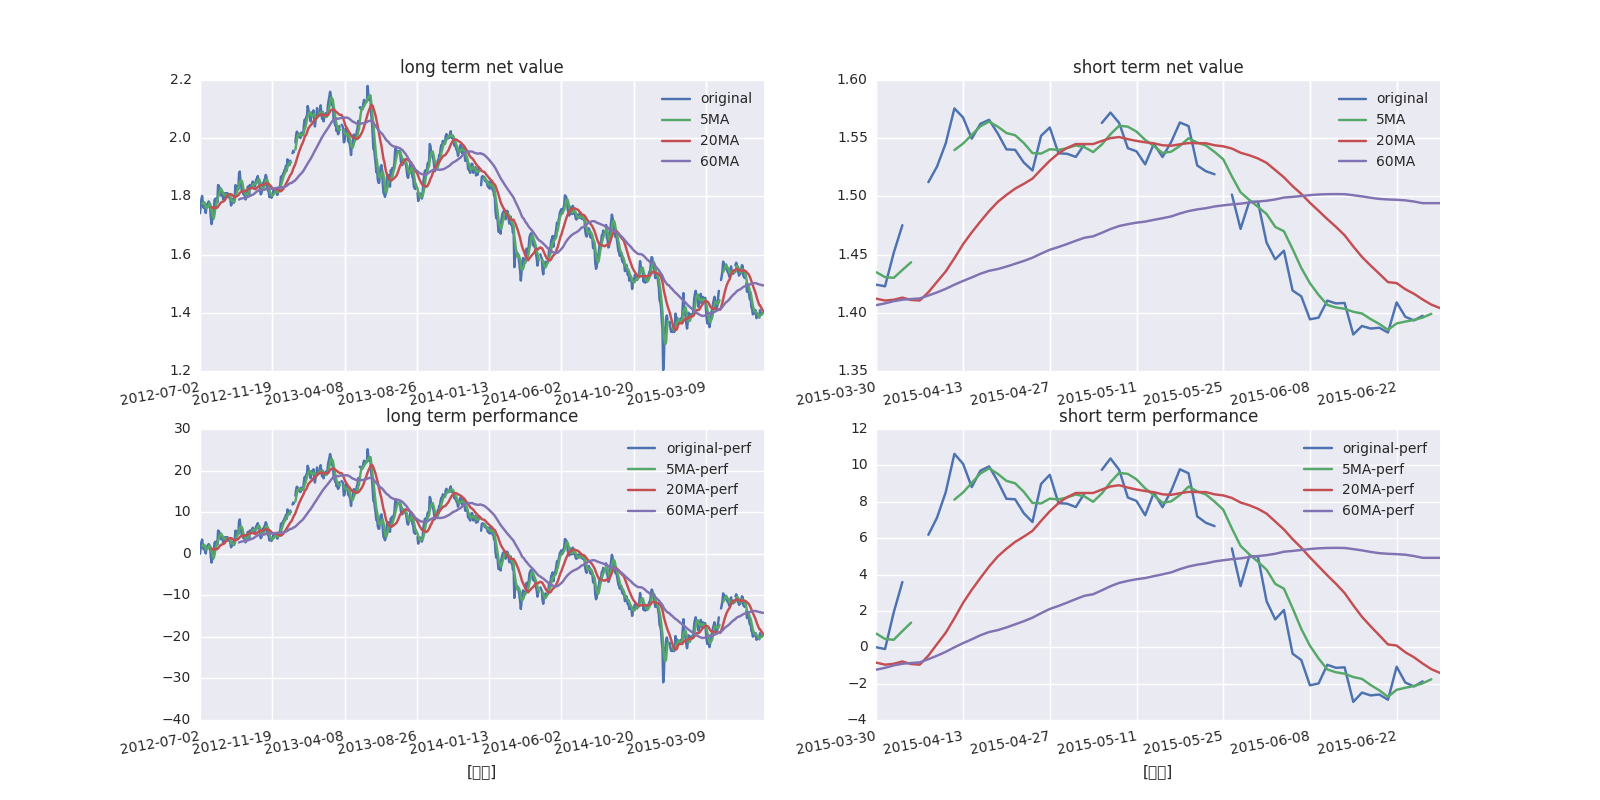 long term net value
2.2
2.0
1.8
1.6
1.4
1.2
original
5MA
20MA
60MA
2012-07-02 2012-11-19 2013-04-08 2013-08-26 2014-01-13 2014-06-02 2014-10-20 2015-03-09
short term net value
1.60
1.55
1.50
1.45
1.40
1.35
original
5MA
20MA
60MA
2015-03-30 2015-04-13 2015-04-27 2015-05-11 2015-05-25 2015-06-08 2015-06-22
long term performance
30
20
10
0
−10
−20
−30
−40
original-perf
5MA-perf
20MA-perf
60MA-perf
2012-07-02 2012-11-19 2013-04-08 2013-08-26 2014-01-13 2014-06-02 2014-10-20 2015-03-09
short term performance
12
10
8
6
4
2
0
−2
−4
original-perf
5MA-perf
20MA-perf
60MA-perf
2015-03-30 2015-04-13 2015-04-27 2015-05-11 2015-05-25 2015-06-08 2015-06-22